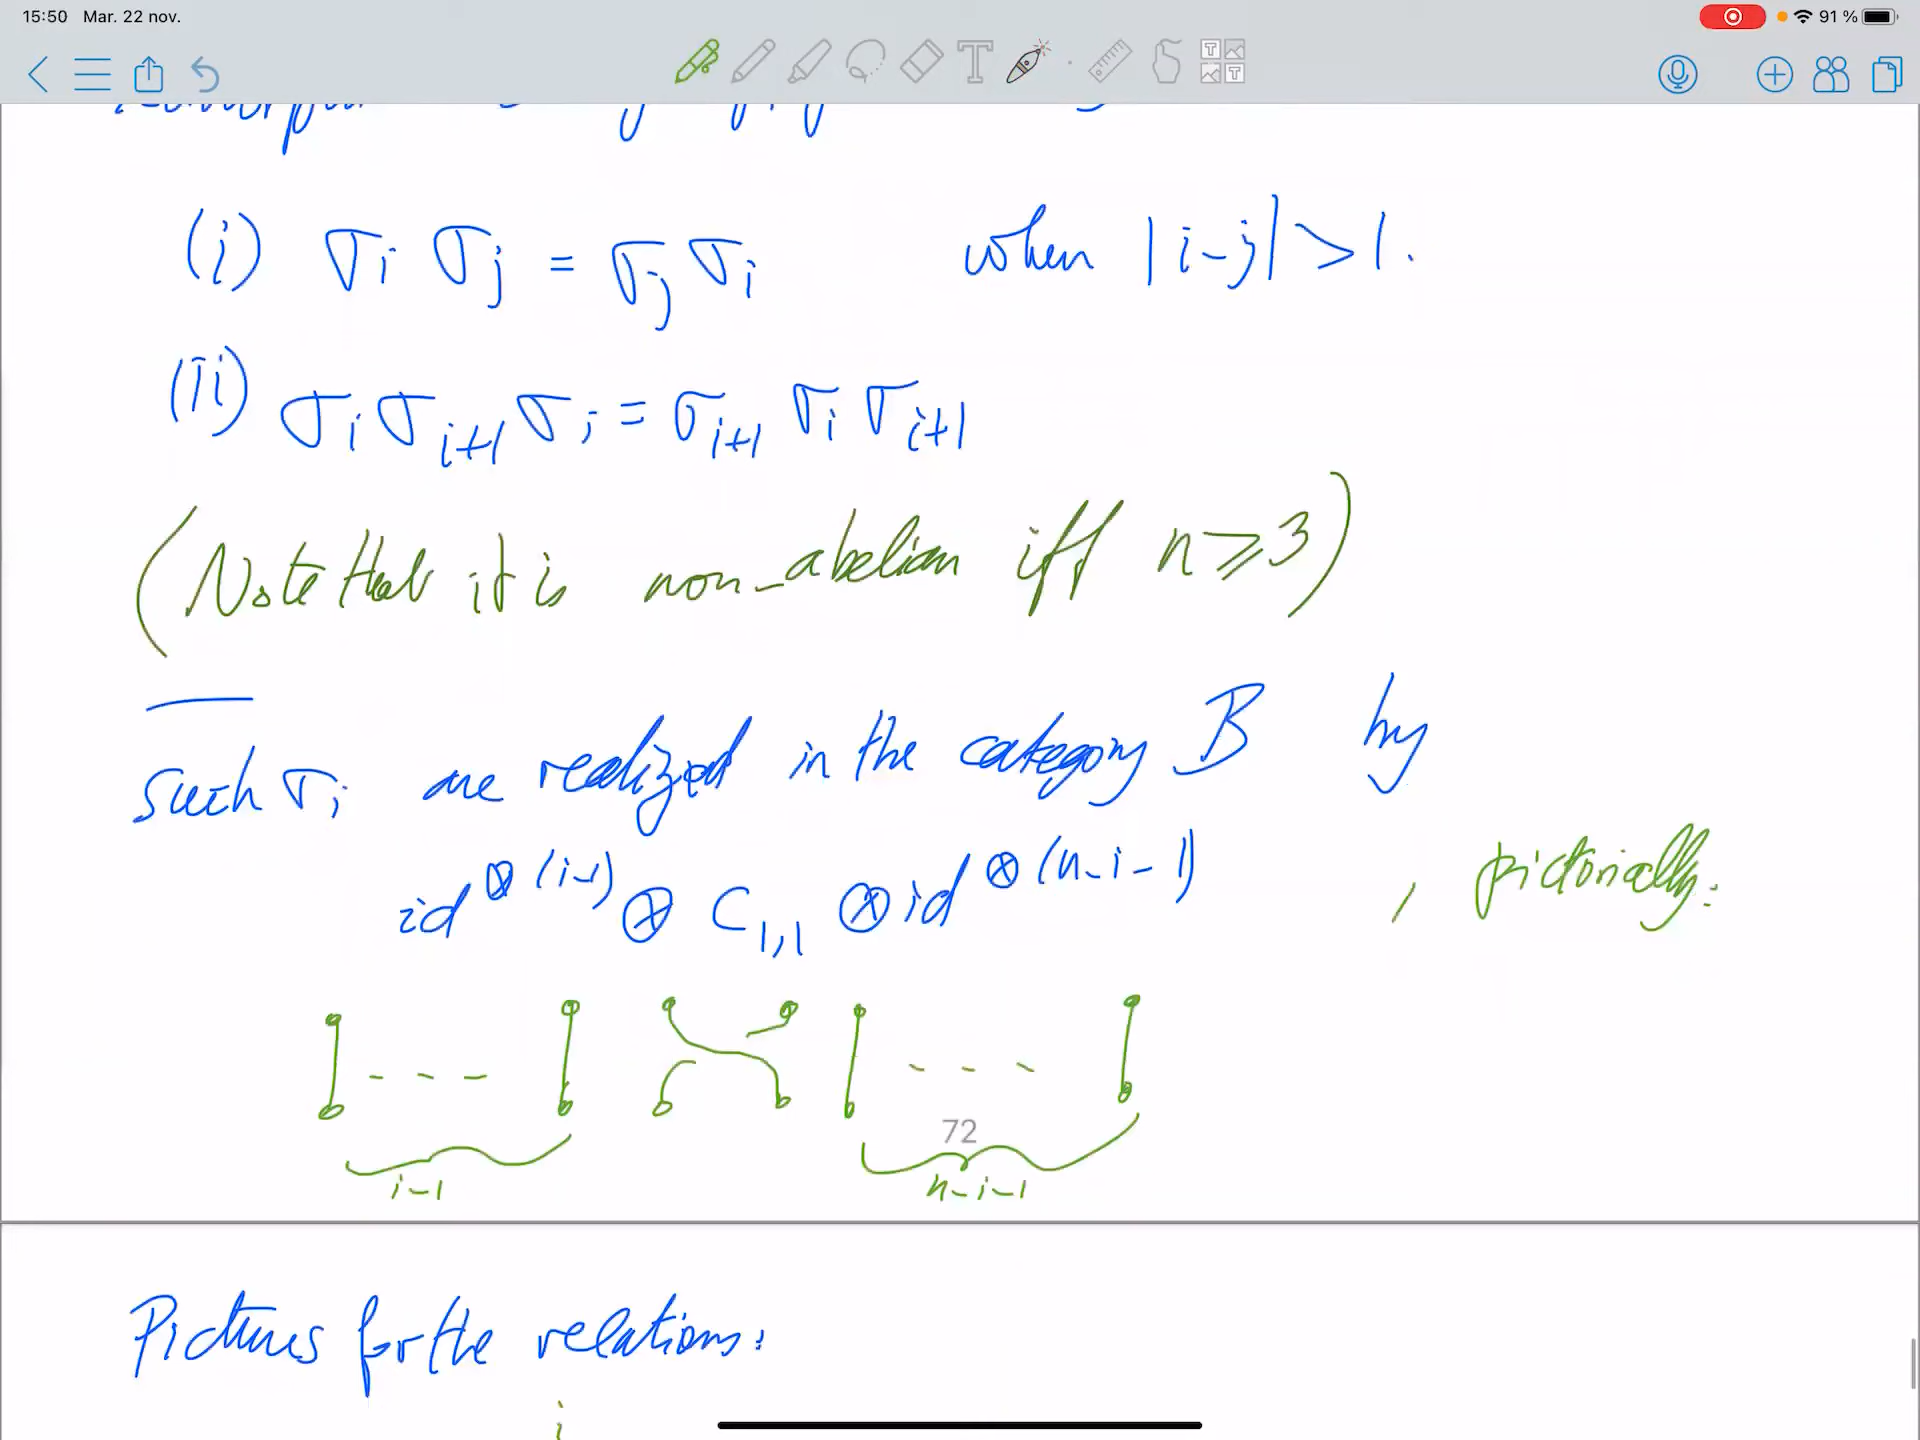 15:50 Mar. 22 nov. 91 %
(i) σi σj = σj σi when |i-j| > 1.
(ii) σi σi+1 σi = σi+1 σi σi+1
(Note that it is non-abelian iff n ⩾ 3)
such σi are realized in the category B by
id⊗(i-1) ⊗ C1,1 ⊗ id⊗(n-i-1) , pictorially:
72
i-1 n-i-1
Pictures for the relations:
i